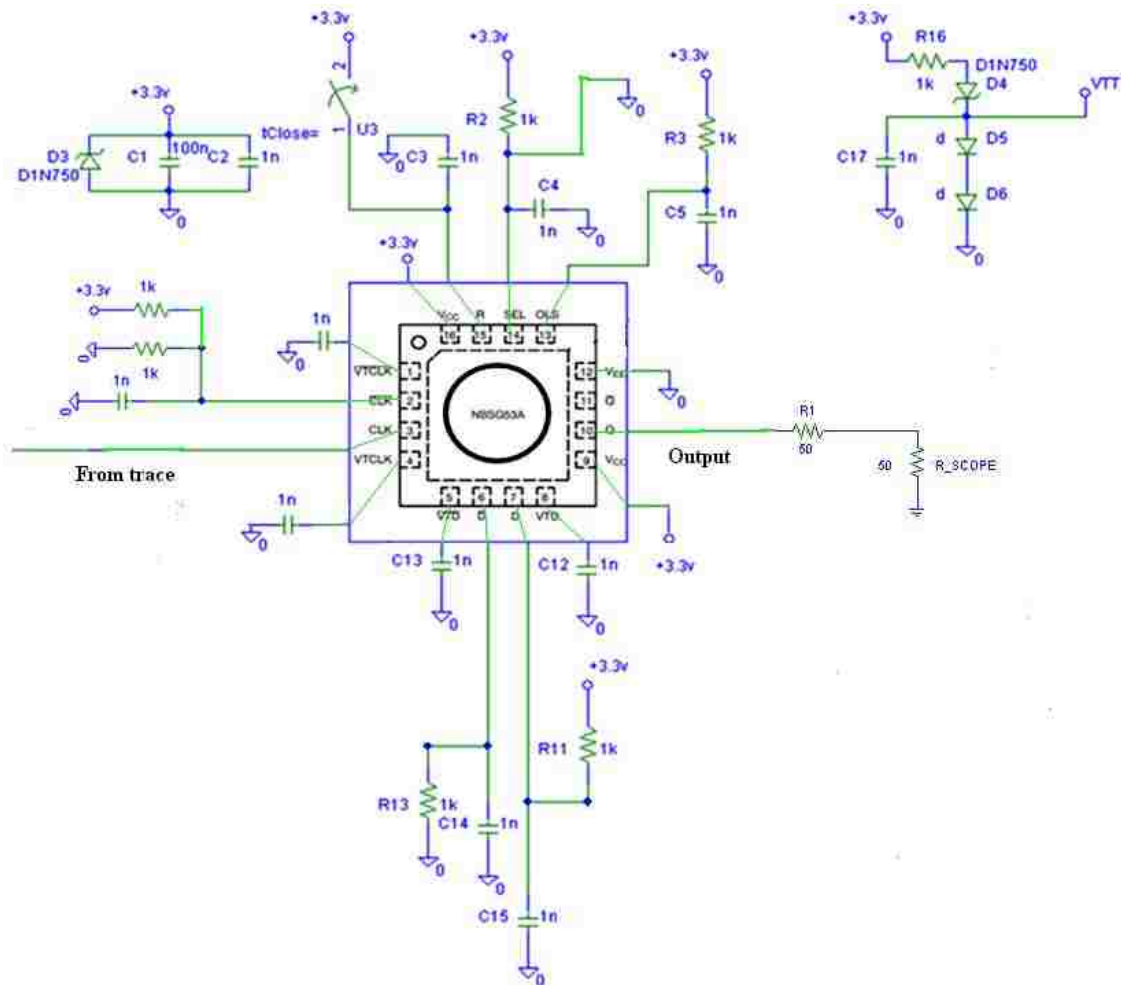 +3.3v
+3.3v
+3.3v
+3.3v
R16
D1N750
1k
D4
VTT
2
tClose=
1
U3
R2
1k
0
R3
1k
+3.3v
D3
D1N750
C1
100n
C2
1n
0
0
C3
1n
C4
1n
0
C5
1n
0
C17
1n
0
d
D5
d
D6
0
+3.3v
+3.3v
1k
0
1k
1n
0
1n
0
VCC
R
SEL
OLS
16
15
14
13
VTCLK
1
CLK
2
CLK
3
VTCLK
4
NBSG53A
12
VEE
11
Q
10
Q
9
VCC
0
From trace
Output
R1
50
50
R_SCOPE
5
6
7
8
VTD
D
D
VTD
1n
0
C13
1n
0
C12
1n
0
+3.3v
+3.3v
R11
1k
R13
1k
0
C14
1n
0
C15
1n
0